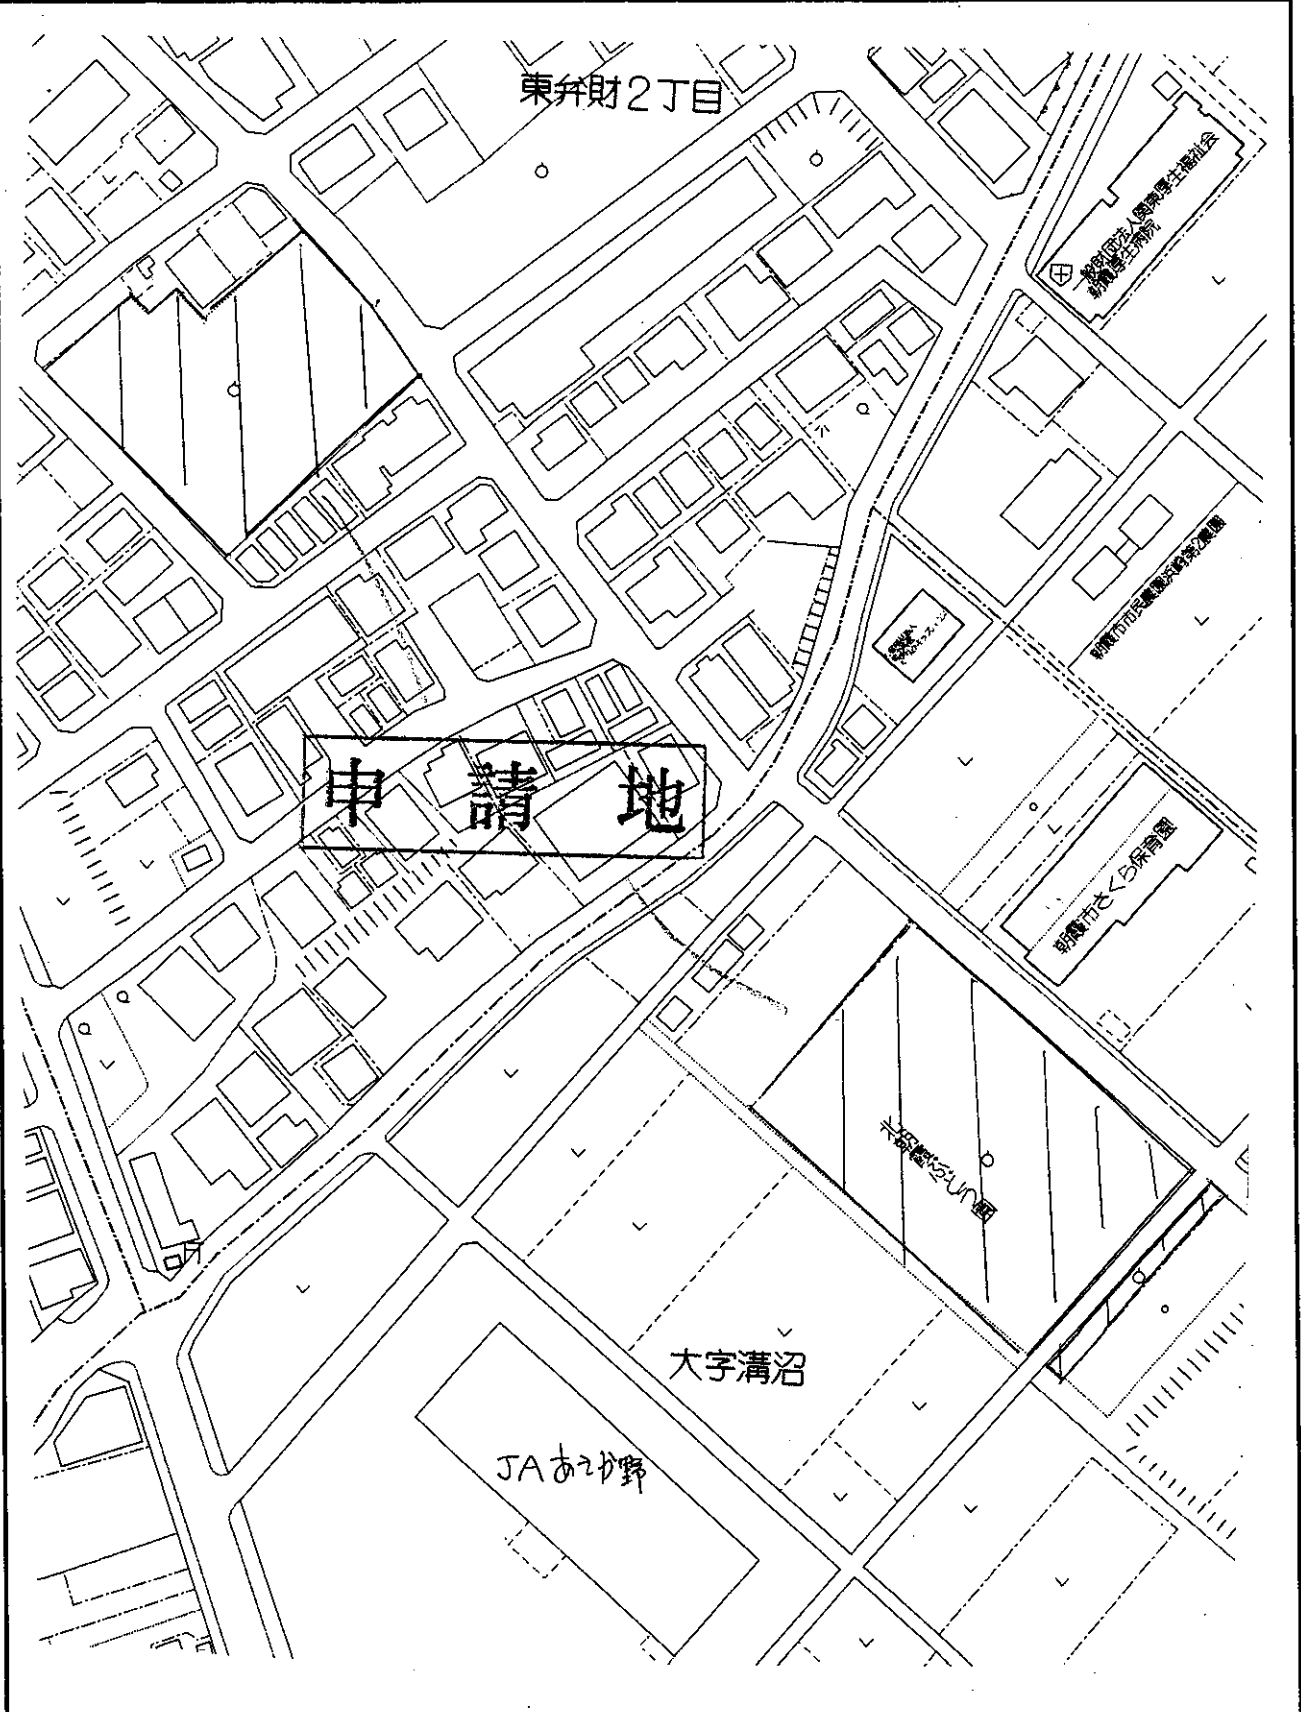 東弁財2丁目
一般財団法人関東厚生福祉会
朝霞厚生病院
朝霞市市民農園浜崎第2農園
申請地
朝霞市さくら保育園
大字溝沼
JAあさか野